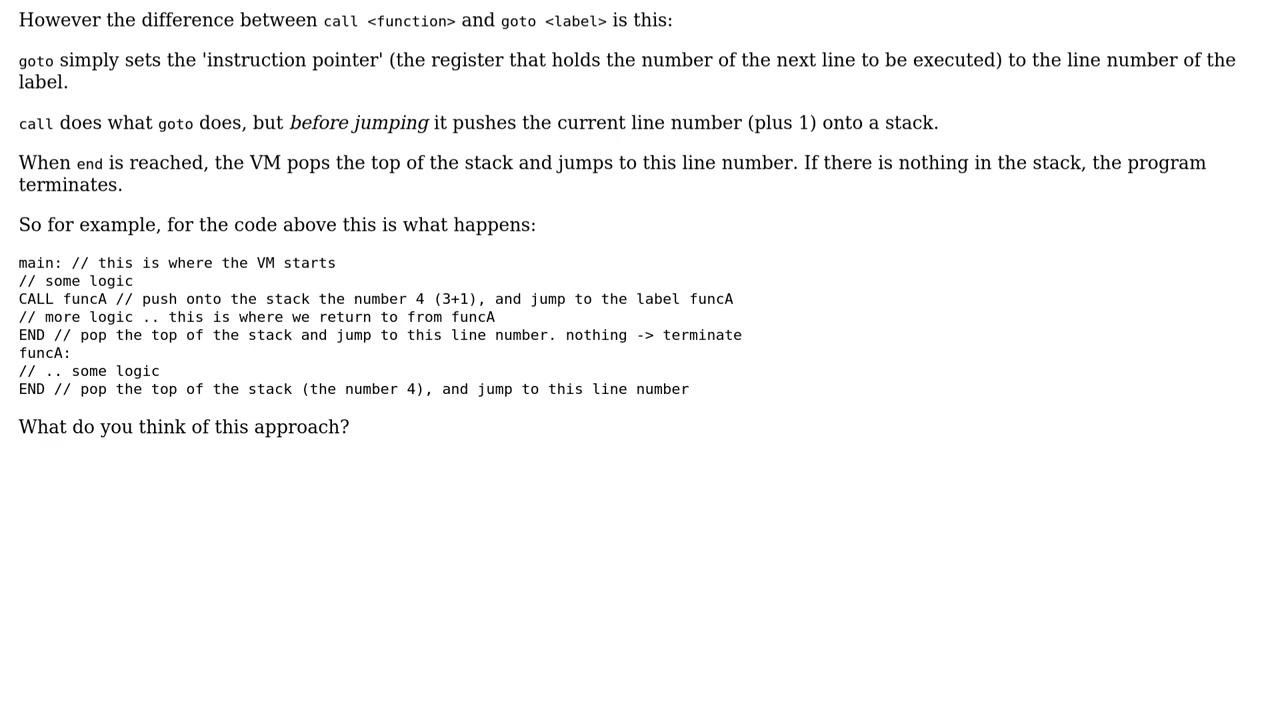 However the difference between call <function> and goto <label> is this:
goto simply sets the 'instruction pointer' (the register that holds the number of the next line to be executed) to the line number of the
label.
call does what goto does, but before jumping it pushes the current line number (plus 1) onto a stack.
When end is reached, the VM pops the top of the stack and jumps to this line number. If there is nothing in the stack, the program
terminates.
So for example, for the code above this is what happens:
main: // this is where the VM starts
// some logic
CALL funcA // push onto the stack the number 4 (3+1), and jump to the label funcA
// more logic .. this is where we return to from funcA
END // pop the top of the stack and jump to this line number. nothing -> terminate
funcA:
// .. some logic
END // pop the top of the stack (the number 4), and jump to this line number
What do you think of this approach?